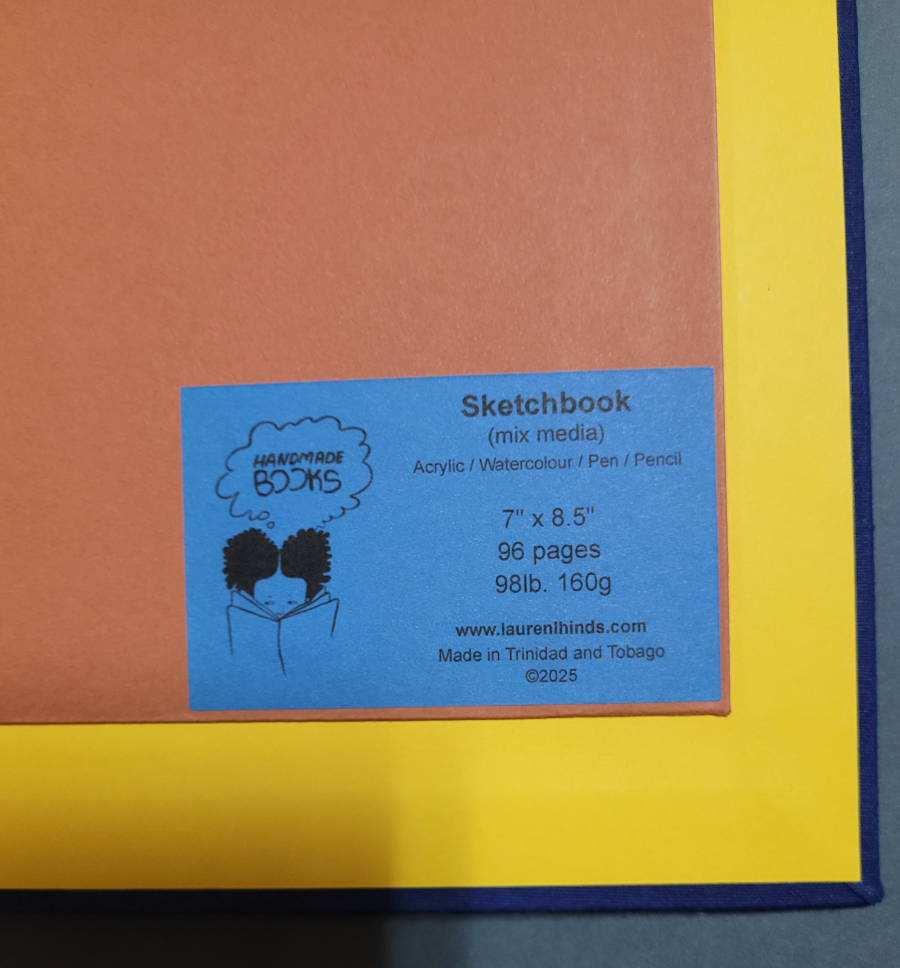 HANDMADE
BOOKS
Sketchbook
(mix media)
Acrylic / Watercolour / Pen / Pencil
7" x 8.5"
96 pages
98lb. 160g
www.laurenlhinds.com
Made in Trinidad and Tobago
©2025